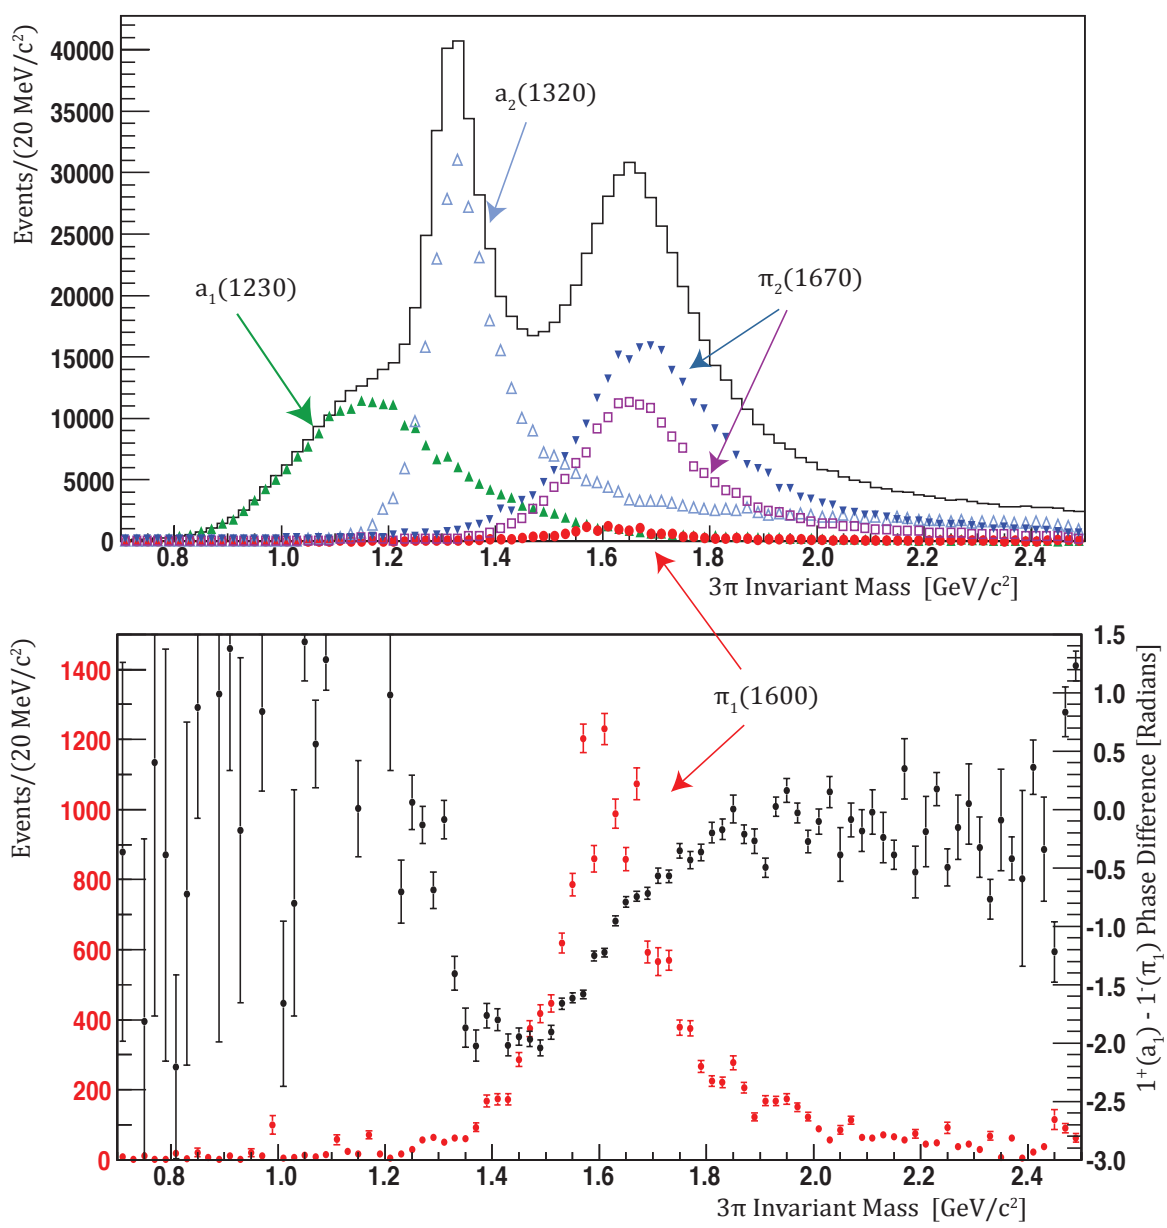 Events/(20 MeV/c²)
40000
35000
30000
25000
20000
15000
10000
5000
0
a₂(1320)
a₁(1230)
π₂(1670)
0.8 1.0 1.2 1.4 1.6 1.8 2.0 2.2 2.4
3π Invariant Mass [GeV/c²]
Events/(20 MeV/c²)
1400
1200
1000
800
600
400
200
0
π₁(1600)
1.5
1.0
0.5
0.0
-0.5
-1.0
-1.5
-2.0
-2.5
-3.0
1⁺(a₁) - 1⁻(π₁) Phase Difference [Radians]
0.8 1.0 1.2 1.4 1.6 1.8 2.0 2.2 2.4
3π Invariant Mass [GeV/c²]